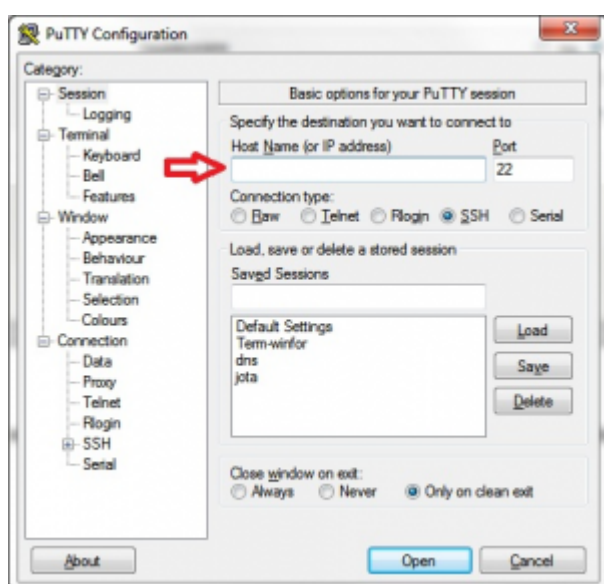 PuTTY Configuration
Category:
Session
Logging
Terminal
Keyboard
Bell
Features
Window
Appearance
Behaviour
Translation
Selection
Colours
Connection
Data
Proxy
Telnet
Rlogin
SSH
Serial
Basic options for your PuTTY session
Specify the destination you want to connect to
Host Name (or IP address) Port
22
Connection type:
Raw Telnet Rlogin SSH Serial
Load, save or delete a stored session
Saved Sessions
Default Settings
Term-winfor
dns
jota
Load
Save
Delete
Close window on exit:
Always Never Only on clean exit
About Open Cancel